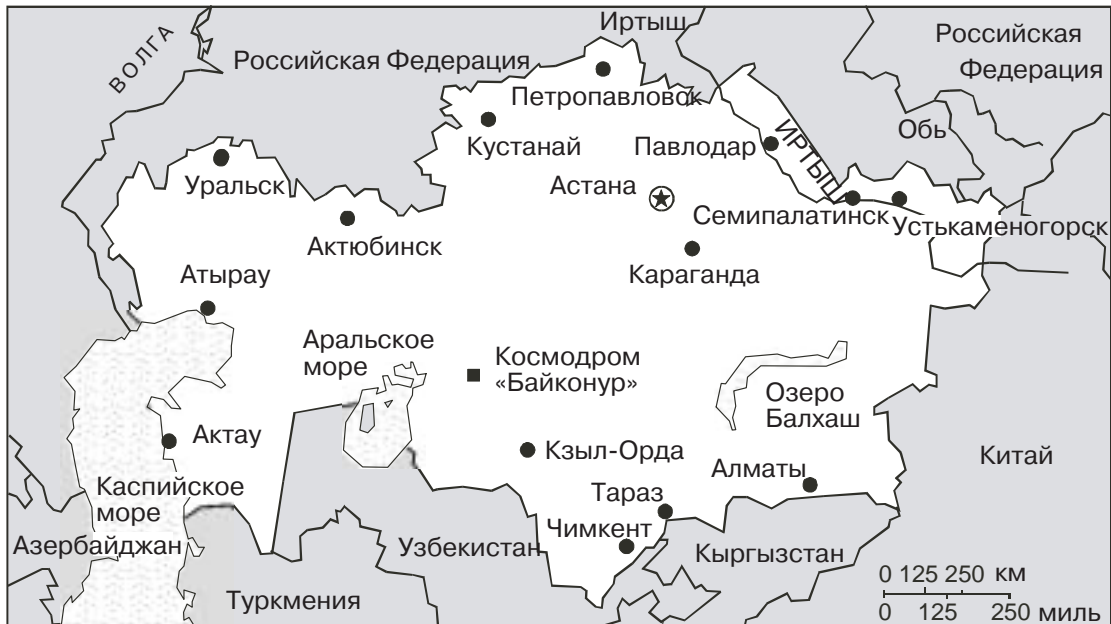 Иртыш
Российская
Федерация
ВОЛГА
Российская Федерация
Петропавловск
Обь
Кустанай
Павлодар
ИРТЫШ
Уральск
Астана
Семипалатинск
Устькаменогорск
Актюбинск
Караганда
Атырау
Аральское
море
Космодром
«Байконур»
Озеро
Балхаш
Актау
Кзыл-Орда
Алматы
Китай
Каспийское
море
Тараз
Чимкент
Азербайджан
Узбекистан
Кыргызстан
Туркмения
0 125 250 км
0 125 250 миль